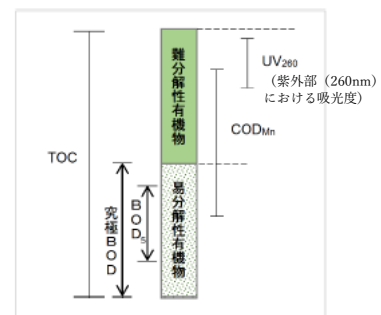 難分解性有機物
UV260
(紫外部(260nm)
における吸光度)
CODMn
TOC
易分解性有機物
BOD5
究極BOD